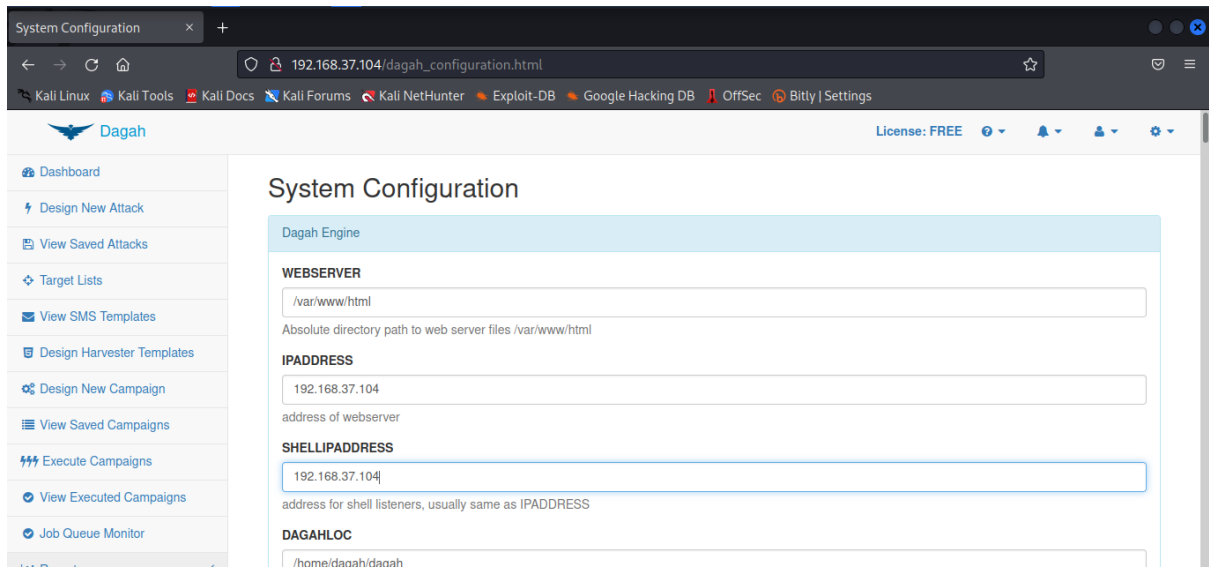 System Configuration
192.168.37.104/dagah_configuration.html
Kali Linux Kali Tools Kali Docs Kali Forums Kali NetHunter Exploit-DB Google Hacking DB OffSec Bitly | Settings
Dagah
License: FREE
Dashboard
Design New Attack
View Saved Attacks
Target Lists
View SMS Templates
Design Harvester Templates
Design New Campaign
View Saved Campaigns
Execute Campaigns
View Executed Campaigns
Job Queue Monitor
System Configuration
Dagah Engine
WEBSERVER
/var/www/html
Absolute directory path to web server files /var/www/html
IPADDRESS
192.168.37.104
address of webserver
SHELLIPADDRESS
192.168.37.104
address for shell listeners, usually same as IPADDRESS
DAGAHLOC
/home/dagah/dagah